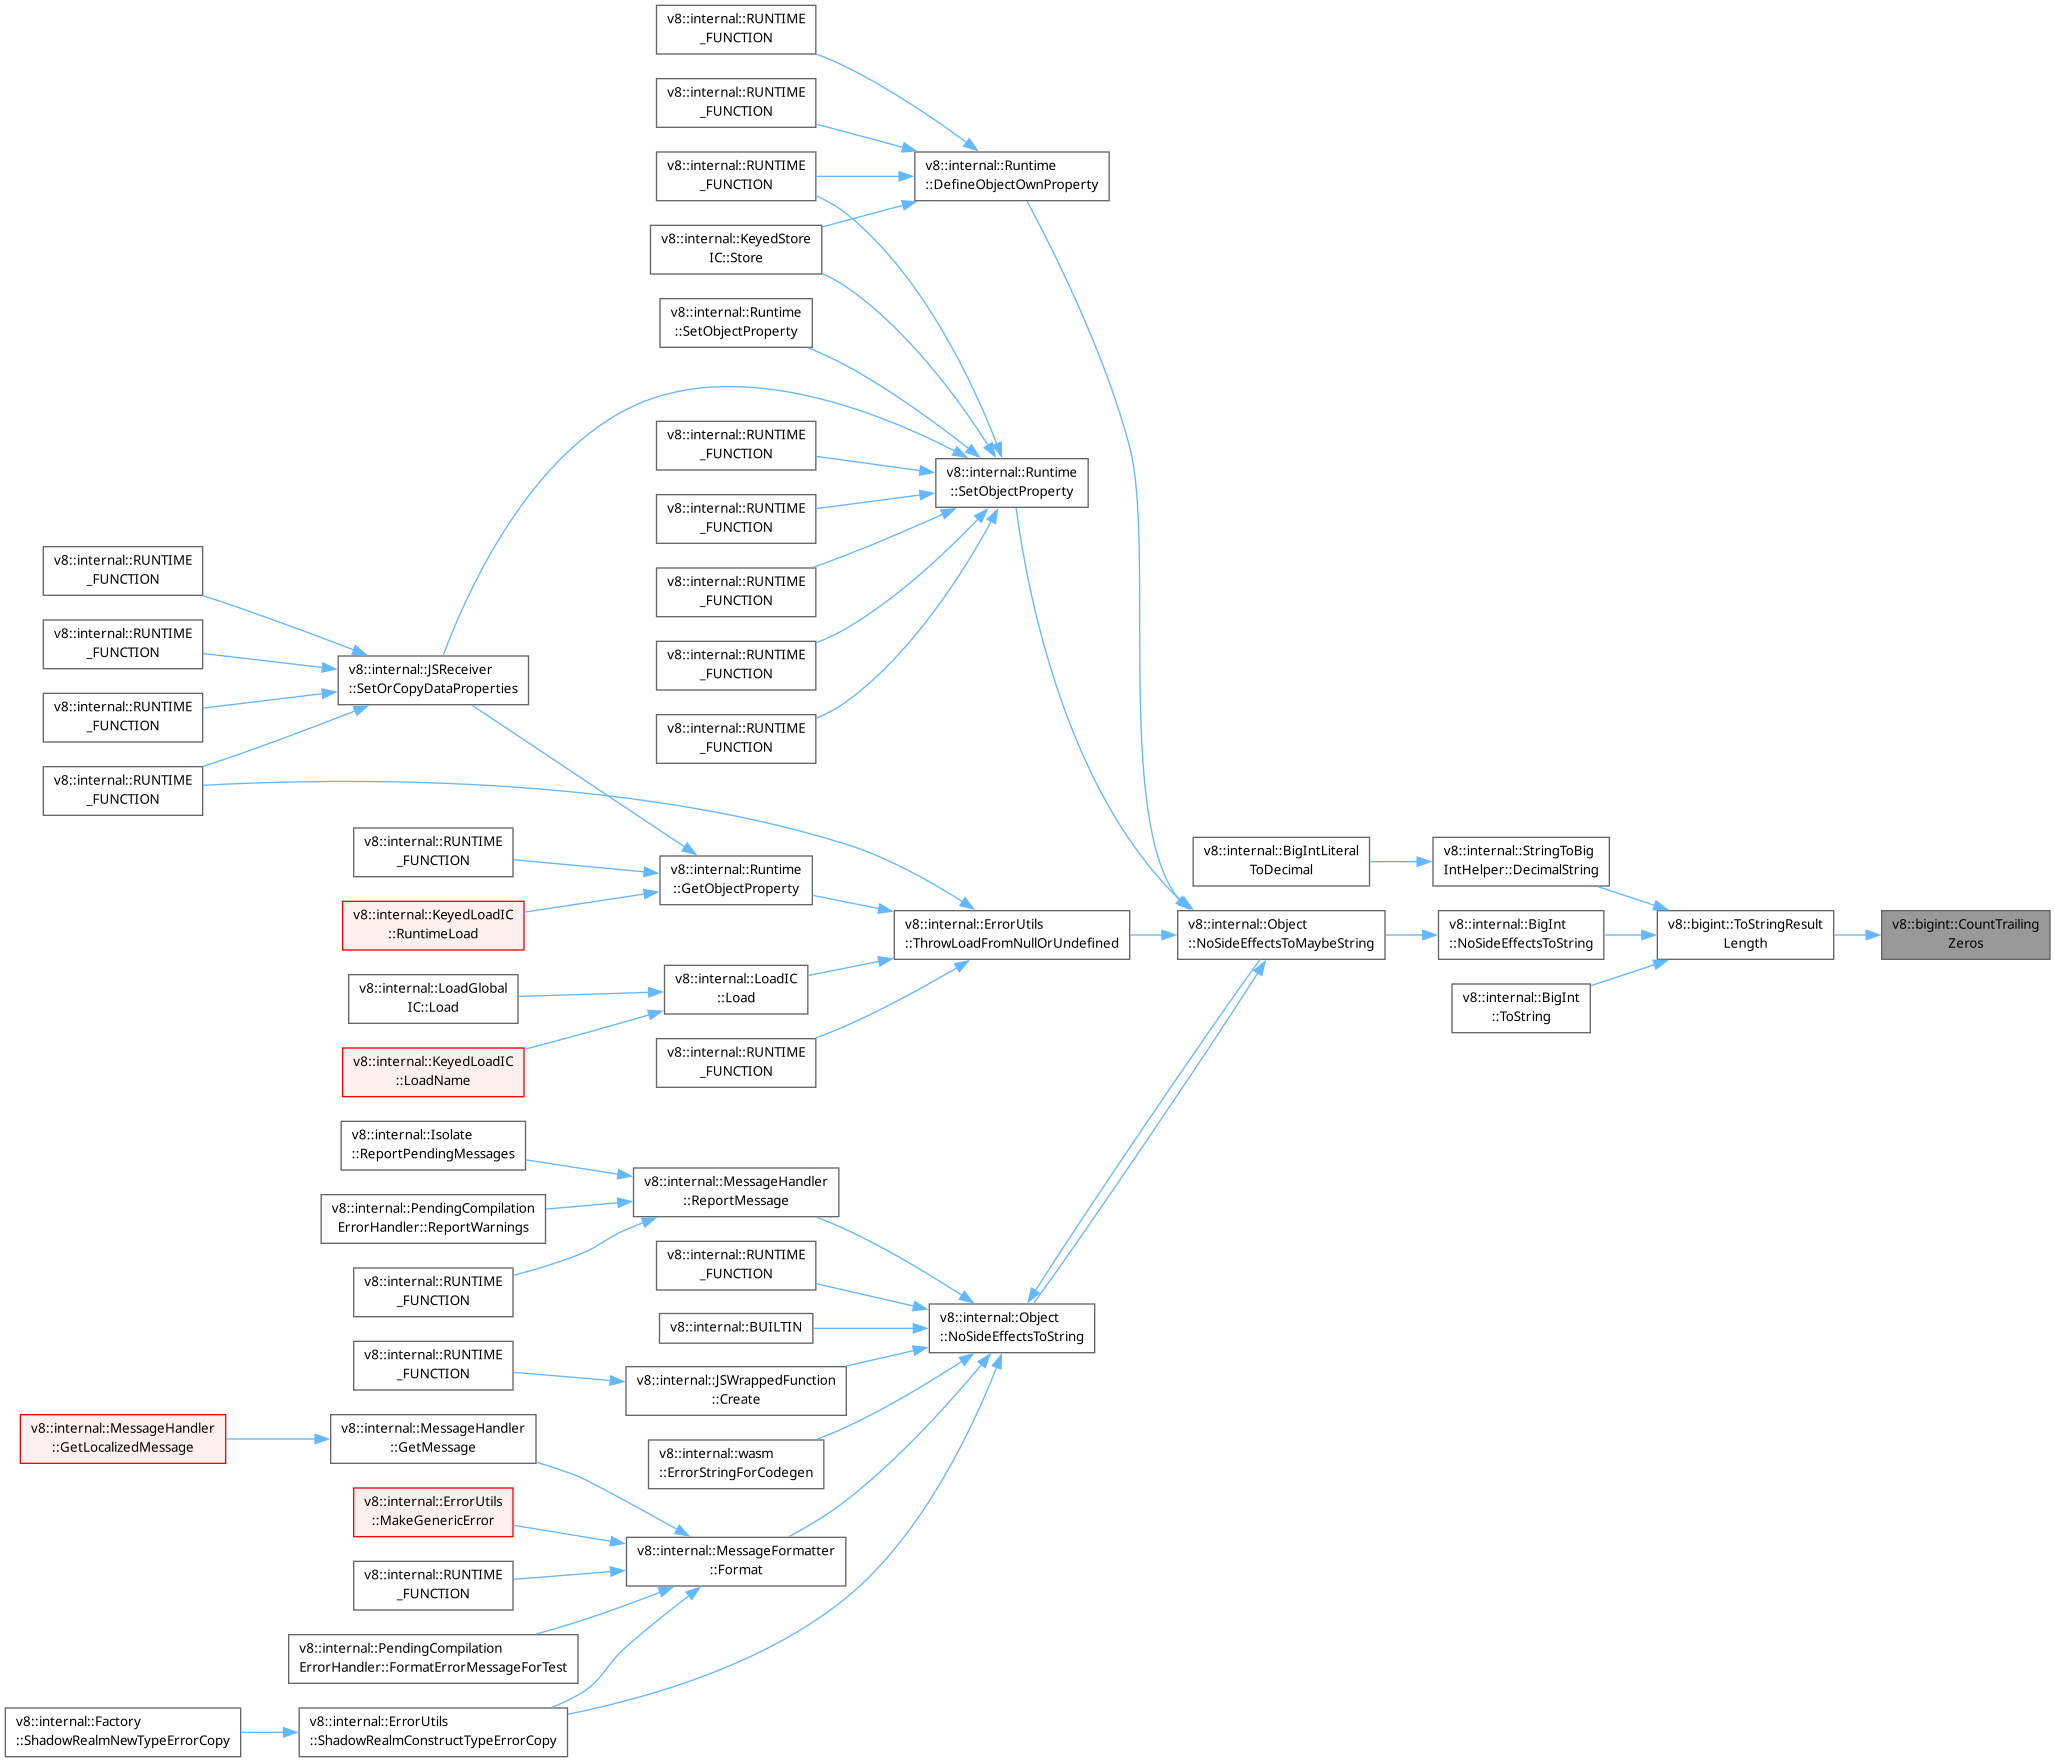 v8::internal::RUNTIME
_FUNCTION
v8::internal::RUNTIME
_FUNCTION
v8::internal::RUNTIME
_FUNCTION
v8::internal::Runtime
::DefineObjectOwnProperty
v8::internal::KeyedStore
IC::Store
v8::internal::Runtime
::SetObjectProperty
v8::internal::RUNTIME
_FUNCTION
v8::internal::Runtime
::SetObjectProperty
v8::internal::RUNTIME
_FUNCTION
v8::internal::RUNTIME
_FUNCTION
v8::internal::RUNTIME
_FUNCTION
v8::internal::RUNTIME
_FUNCTION
v8::internal::RUNTIME
_FUNCTION
v8::internal::RUNTIME
_FUNCTION
v8::internal::JSReceiver
::SetOrCopyDataProperties
v8::internal::RUNTIME
_FUNCTION
v8::internal::RUNTIME
_FUNCTION
v8::internal::RUNTIME
_FUNCTION
v8::internal::Runtime
::GetObjectProperty
v8::internal::KeyedLoadIC
::RuntimeLoad
v8::internal::BigIntLiteral
ToDecimal
v8::internal::StringToBig
IntHelper::DecimalString
v8::internal::ErrorUtils
::ThrowLoadFromNullOrUndefined
v8::internal::Object
::NoSideEffectsToMaybeString
v8::internal::BigInt
::NoSideEffectsToString
v8::bigint::ToStringResult
Length
v8::bigint::CountTrailing
Zeros
v8::internal::LoadGlobal
IC::Load
v8::internal::LoadIC
::Load
v8::internal::BigInt
::ToString
v8::internal::KeyedLoadIC
::LoadName
v8::internal::RUNTIME
_FUNCTION
v8::internal::Isolate
::ReportPendingMessages
v8::internal::MessageHandler
::ReportMessage
v8::internal::PendingCompilation
ErrorHandler::ReportWarnings
v8::internal::RUNTIME
_FUNCTION
v8::internal::RUNTIME
_FUNCTION
v8::internal::BUILTIN
v8::internal::Object
::NoSideEffectsToString
v8::internal::RUNTIME
_FUNCTION
v8::internal::JSWrappedFunction
::Create
v8::internal::MessageHandler
::GetLocalizedMessage
v8::internal::MessageHandler
::GetMessage
v8::internal::wasm
::ErrorStringForCodegen
v8::internal::ErrorUtils
::MakeGenericError
v8::internal::MessageFormatter
::Format
v8::internal::RUNTIME
_FUNCTION
v8::internal::PendingCompilation
ErrorHandler::FormatErrorMessageForTest
v8::internal::Factory
::ShadowRealmNewTypeErrorCopy
v8::internal::ErrorUtils
::ShadowRealmConstructTypeErrorCopy